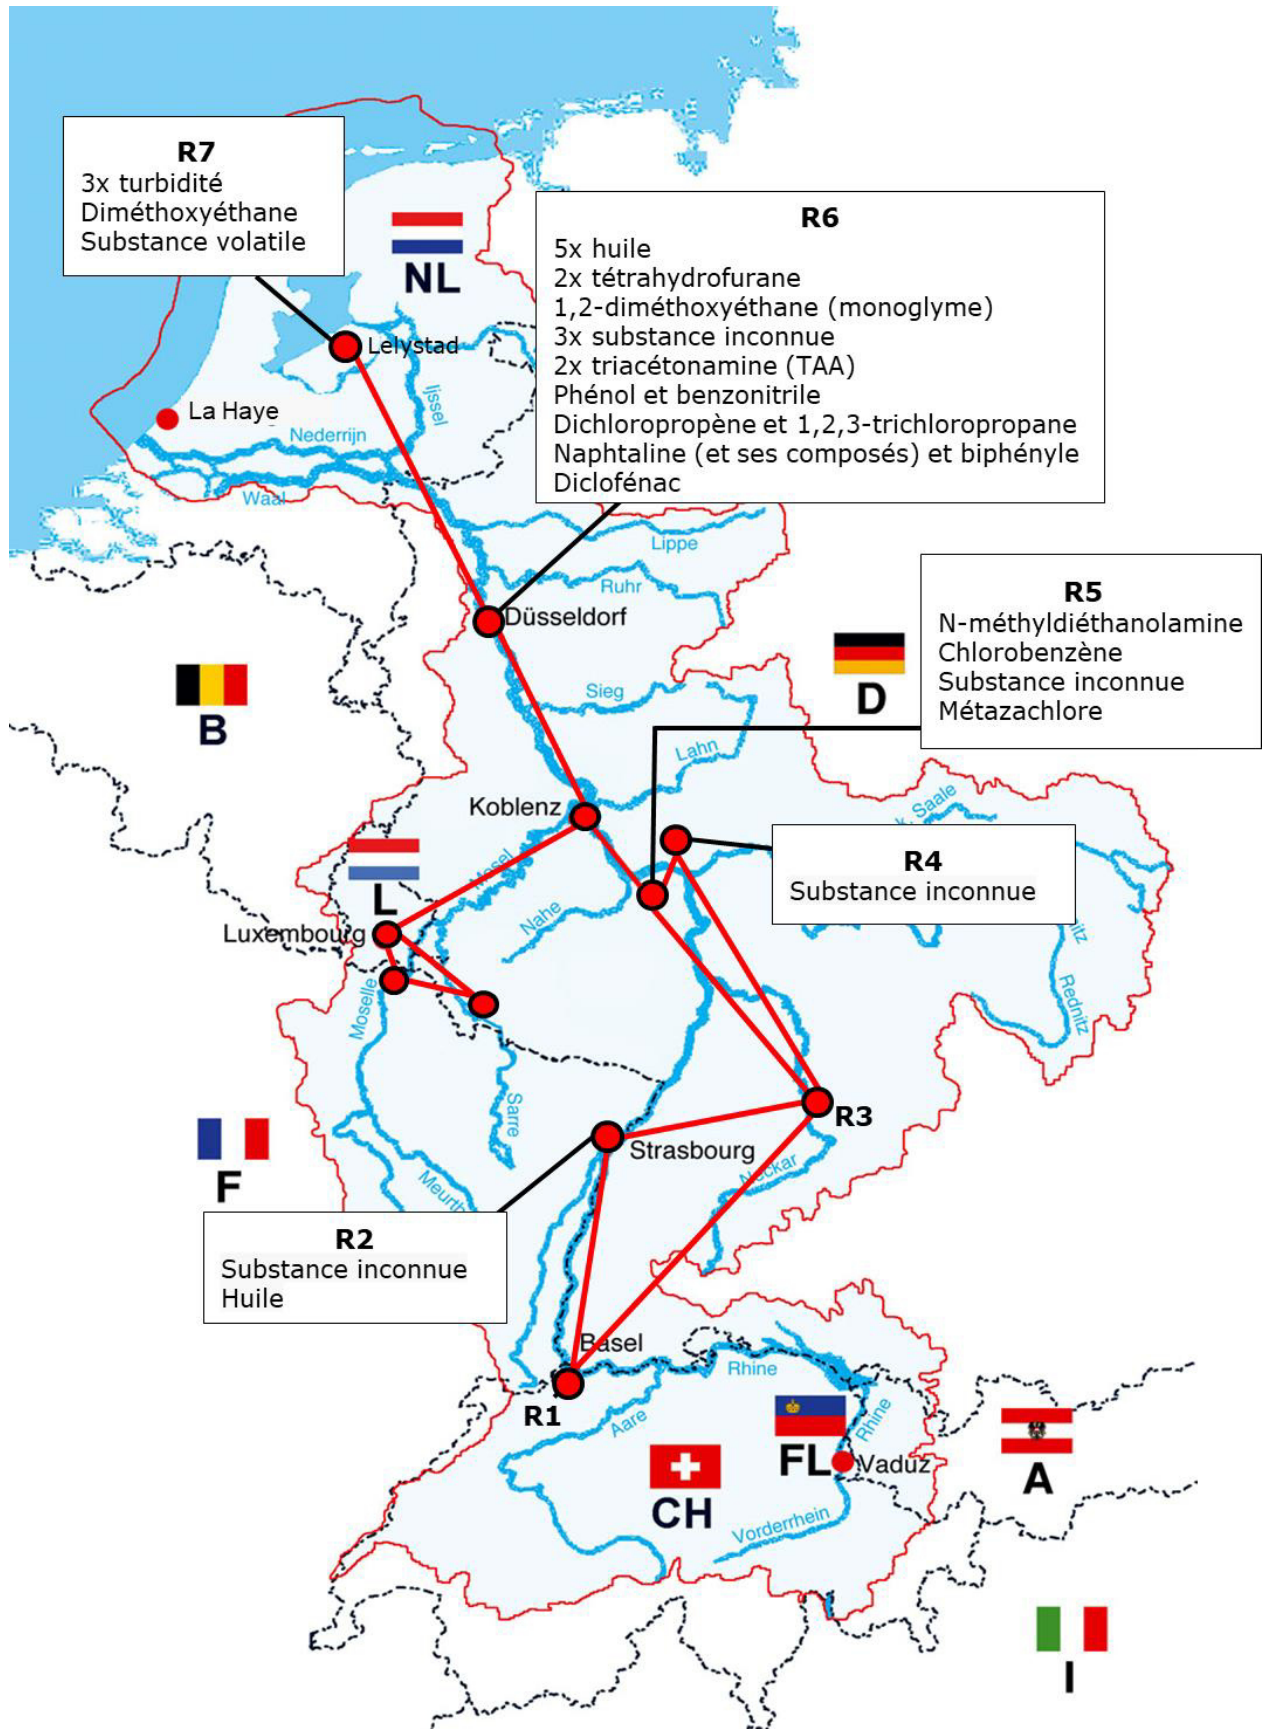 R7
3x turbidité
Diméthoxyéthane
Substance volatile
R6
5x huile
2x tétrahydrofurane
1,2-diméthoxyéthane (monoglyme)
3x substance inconnue
2x triacétonamine (TAA)
Phénol et benzonitrile
Dichloropropène et 1,2,3-trichloropropane
Naphtaline (et ses composés) et biphényle
Diclofénac
NL
Lelystad
La Haye
Ijssel
Nederrijn
Waal
Lippe
Ruhr
Düsseldorf
R5
N-méthyldiéthanolamine
Chlorobenzène
Substance inconnue
Métazachlore
D
B
Sieg
Lahn
Koblenz
k. Saale
R4
Substance inconnue
Mosel
L
Nahe
Luxembourg
Moselle
Rednitz
Sarre
R3
Strasbourg
Neckar
F
Meurth
R2
Substance inconnue
Huile
Basel
Rhine
R1
Aare
Rhine
FL
Vaduz
A
CH
Vorderrhein
I